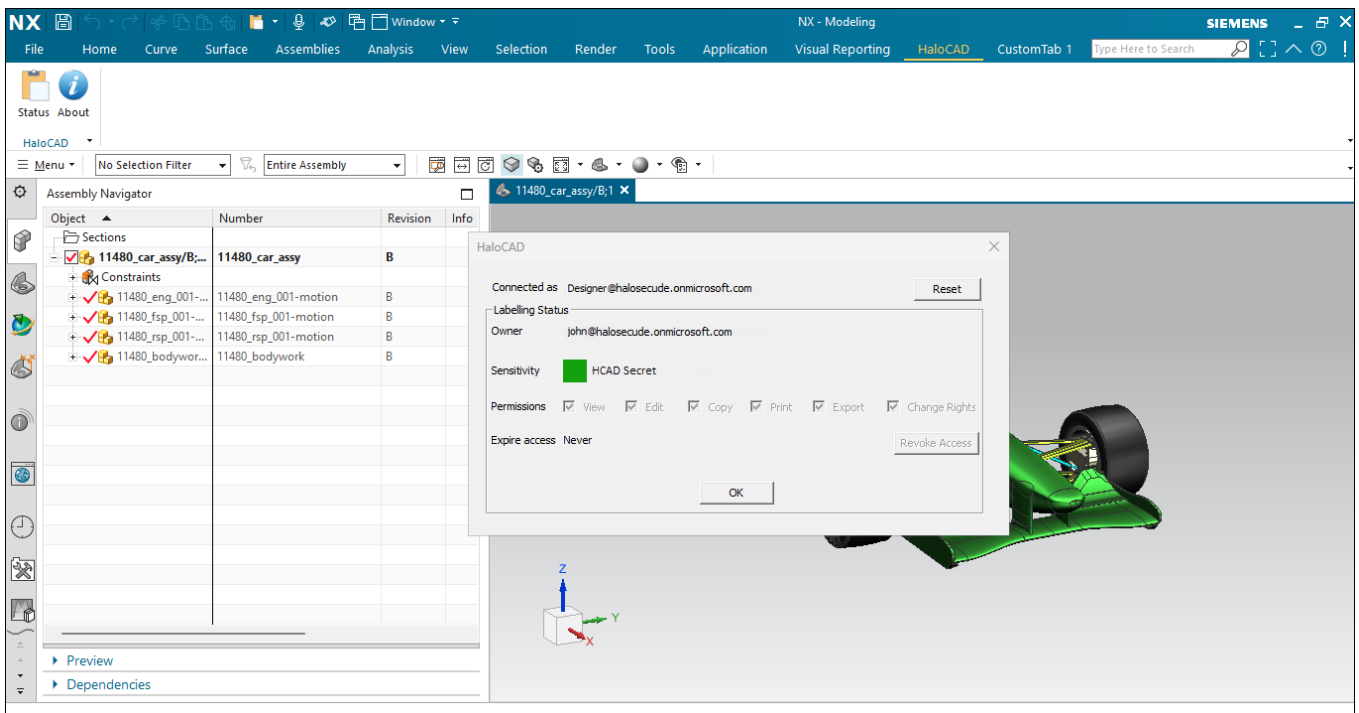 NX Window NX - Modeling SIEMENS
File Home Curve Surface Assemblies Analysis View Selection Render Tools Application Visual Reporting HaloCAD CustomTab 1 Type Here to Search
Status About
HaloCAD
Menu No Selection Filter Entire Assembly
Assembly Navigator
11480_car_assy/B;1
Object Number Revision Info
Sections
11480_car_assy/B;... 11480_car_assy B
Constraints
11480_eng_001-... 11480_eng_001-motion B
11480_fsp_001-... 11480_fsp_001-motion B
11480_rsp_001-... 11480_rsp_001-motion B
11480_bodywor... 11480_bodywork B
HaloCAD
Connected as Designer@halosecude.onmicrosoft.com Reset
Labelling Status
Owner john@halosecude.onmicrosoft.com
Sensitivity HCAD Secret
Permissions View Edit Copy Print Export Change Rights
Expire access Never Revoke Access
OK
Z
Y
X
Preview
Dependencies